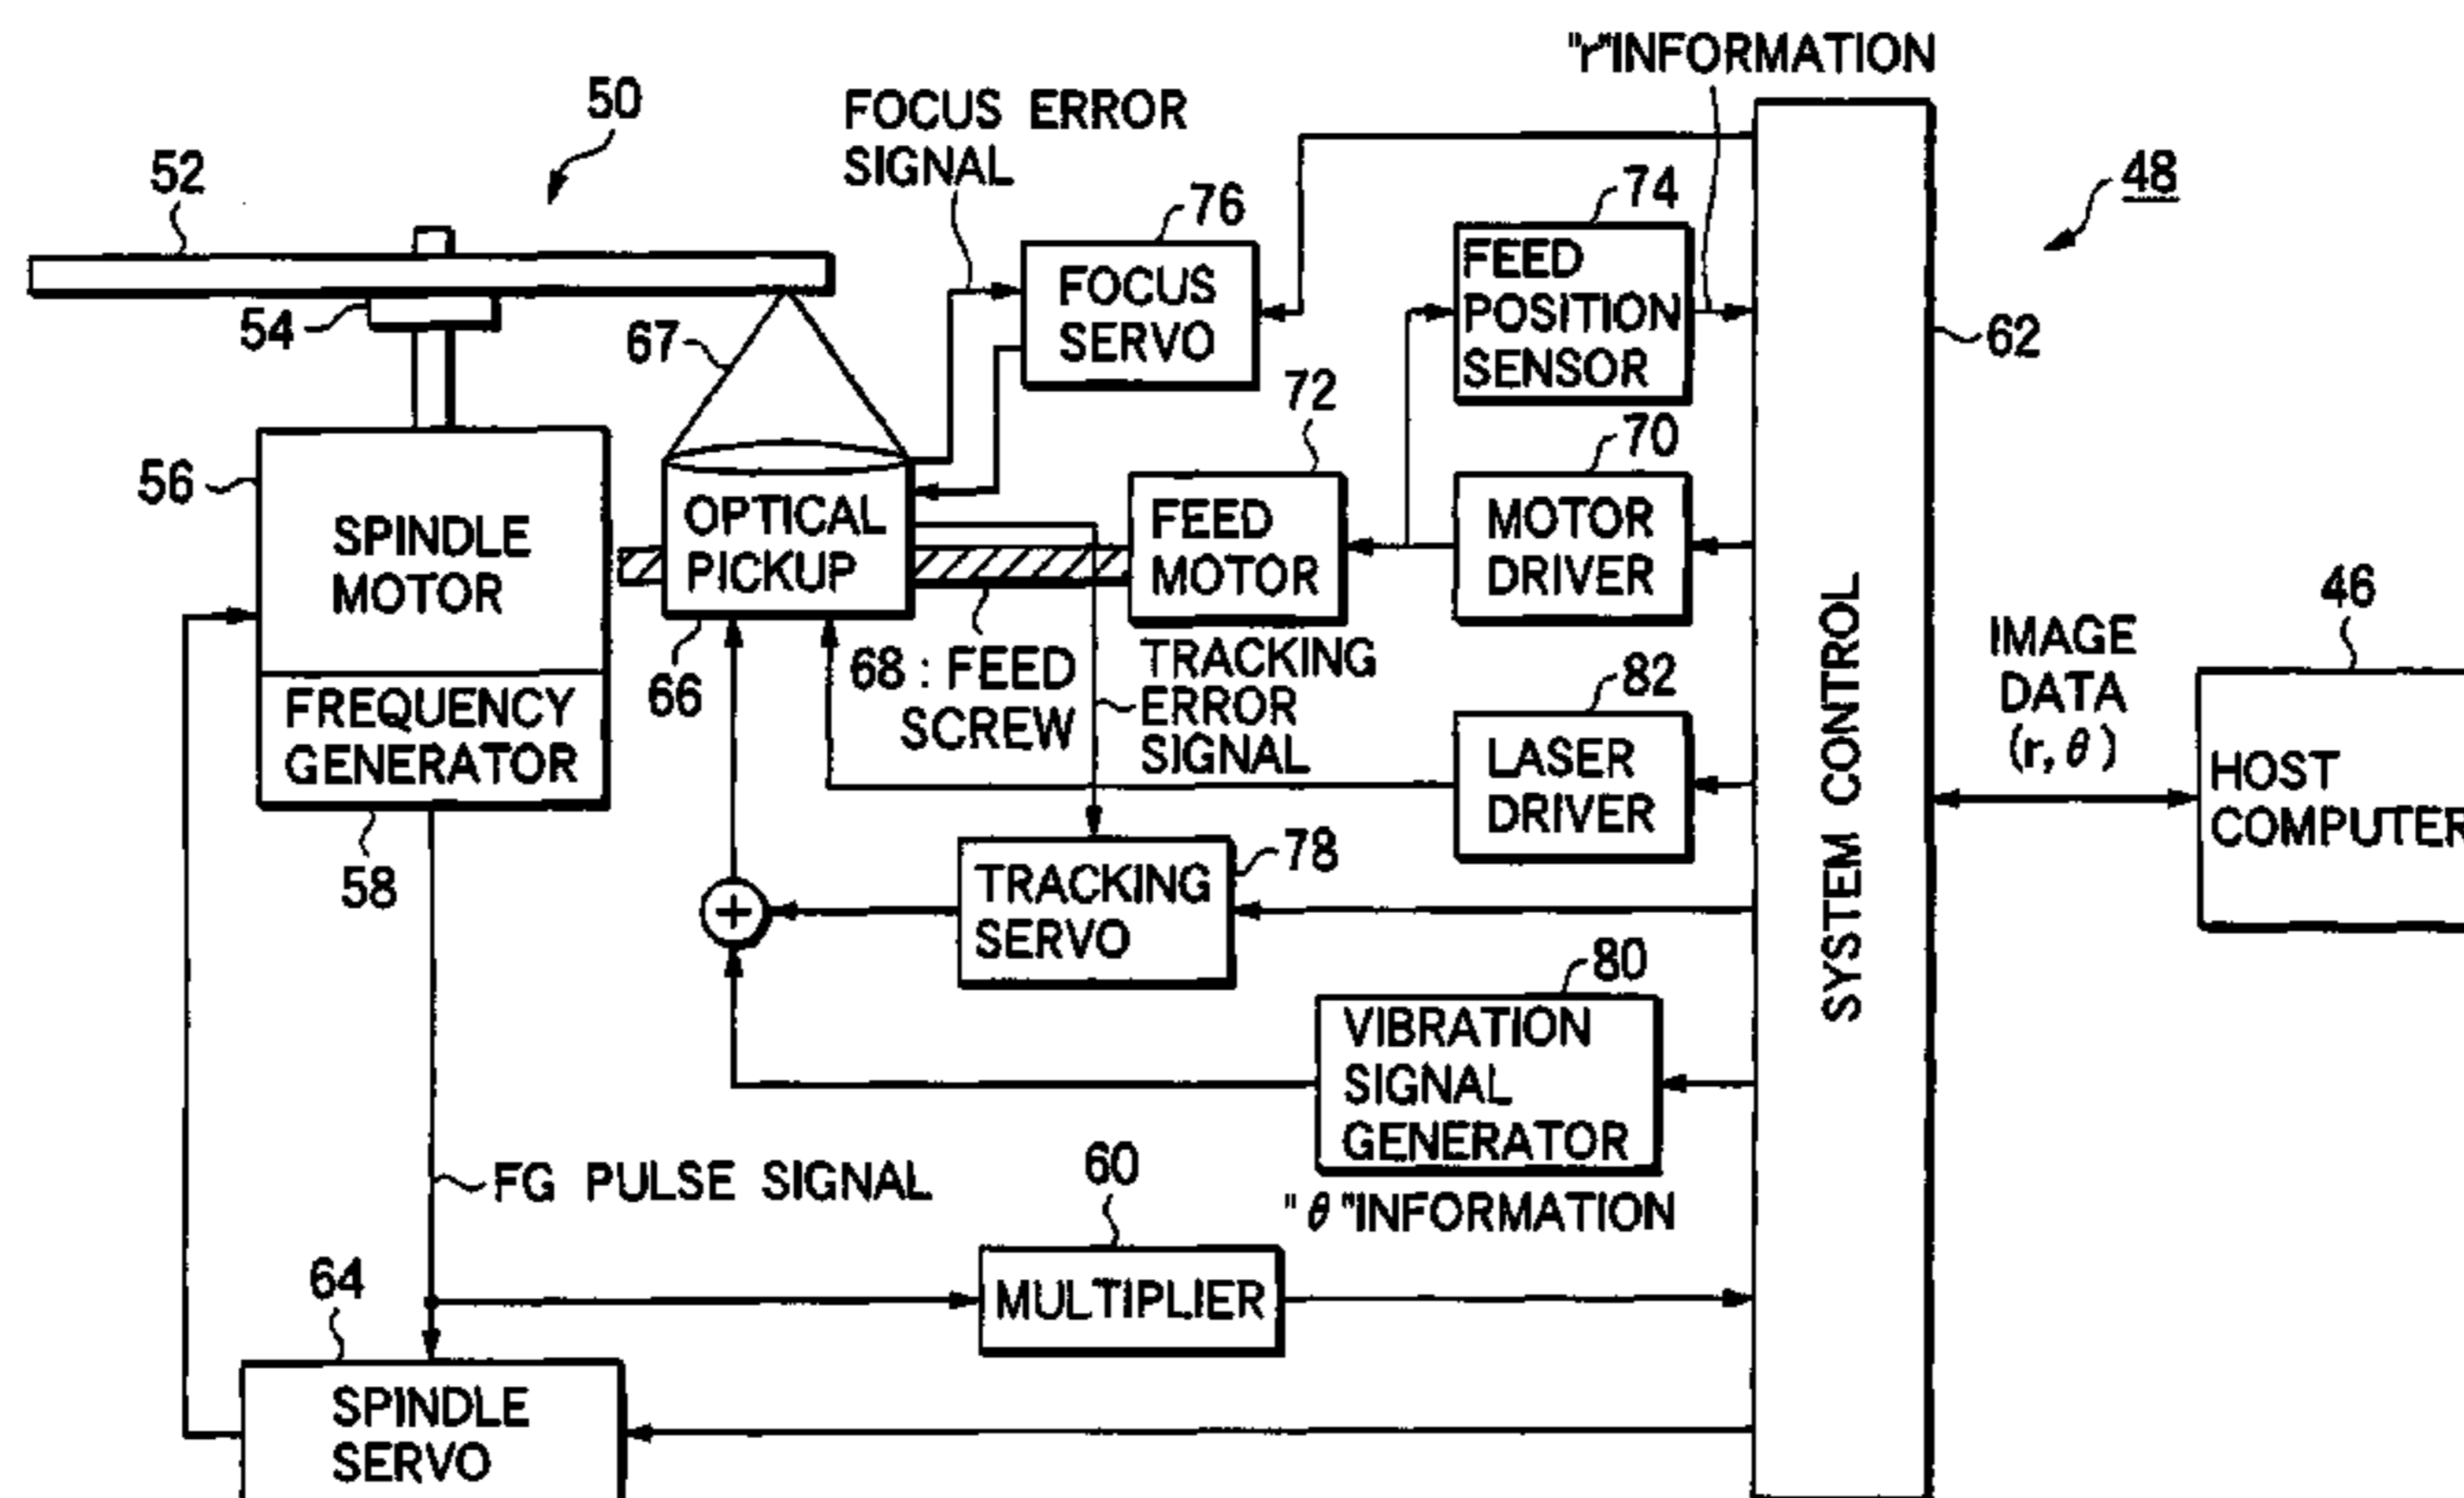 "r"INFORMATION
50
FOCUS ERROR
SIGNAL
52
74
48
76
FEED
POSITION
SENSOR
FOCUS
SERVO
54
67
62
72
70
56
OPTICAL
PICKUP
FEED
MOTOR
MOTOR
DRIVER
SPINDLE
MOTOR
46
IMAGE
DATA
(r, θ)
66
68 : FEED
SCREW
TRACKING
ERROR
SIGNAL
82
FREQUENCY
GENERATOR
LASER
DRIVER
SYSTEM CONTROL
HOST
COMPUTER
58
78
+
TRACKING
SERVO
80
VIBRATION
SIGNAL
GENERATOR
FG PULSE SIGNAL
60
"θ"INFORMATION
64
MULTIPLIER
SPINDLE
SERVO